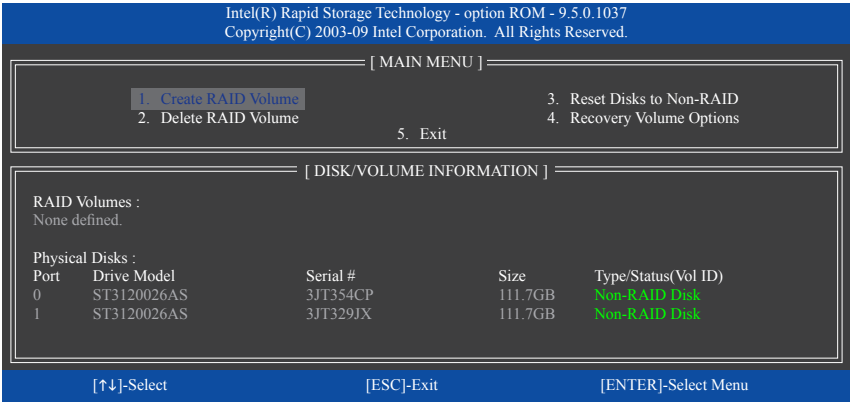 Intel(R) Rapid Storage Technology - option ROM - 9.5.0.1037
Copyright(C) 2003-09 Intel Corporation. All Rights Reserved.
[ MAIN MENU ]
1. Create RAID Volume 3. Reset Disks to Non-RAID
2. Delete RAID Volume 4. Recovery Volume Options
5. Exit
[ DISK/VOLUME INFORMATION ]
RAID Volumes :
None defined.
Physical Disks :
Port Drive Model Serial # Size Type/Status(Vol ID)
0 ST3120026AS 3JT354CP 111.7GB Non-RAID Disk
1 ST3120026AS 3JT329JX 111.7GB Non-RAID Disk
[↑↓]-Select [ESC]-Exit [ENTER]-Select Menu